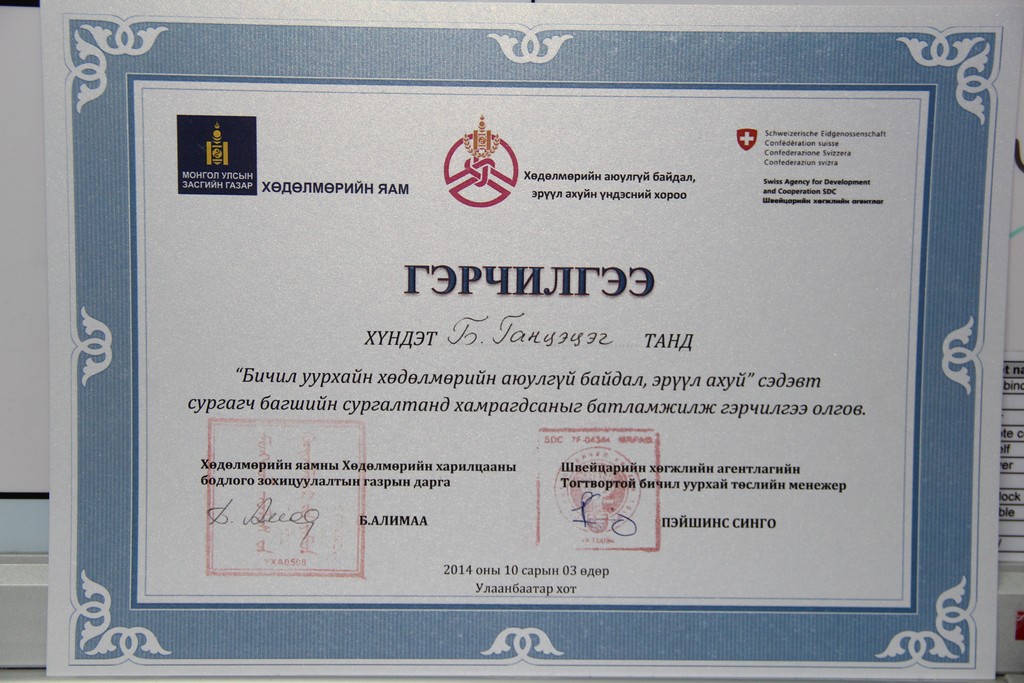 МОНГОЛ УЛСЫН
ЗАСГИЙН ГАЗАР
ХӨДӨЛМӨРИЙН ЯАМ
Хөдөлмөрийн аюулгүй байдал,
эрүүл ахуйн үндэсний хороо
Schweizerische Eidgenossenschaft
Confédération suisse
Confederazione Svizzera
Confederaziun svizra
Swiss Agency for Development
and Cooperation SDC
Швейцарийн хөгжлийн агентлаг
ГЭРЧИЛГЭЭ
ХҮНДЭТ Б. Ганцэцэг ТАНД
“Бичил уурхайн хөдөлмөрийн аюулгүй байдал, эрүүл ахуй” сэдэвт
сургагч багшийн сургалтанд хамрагдсаныг батламжилж гэрчилгээ олгов.
Хөдөлмөрийн яамны Хөдөлмөрийн харилцааны
бодлого зохицуулалтын газрын дарга
Б.АЛИМАА
УХА0508
SDC 7F-04344
Швейцарийн хөгжлийн агентлагийн
Тогтвортой бичил уурхай төслийн менежер
ПЭЙШИНС СИНГО
2014 оны 10 сарын 03 өдөр
Улаанбаатар хот